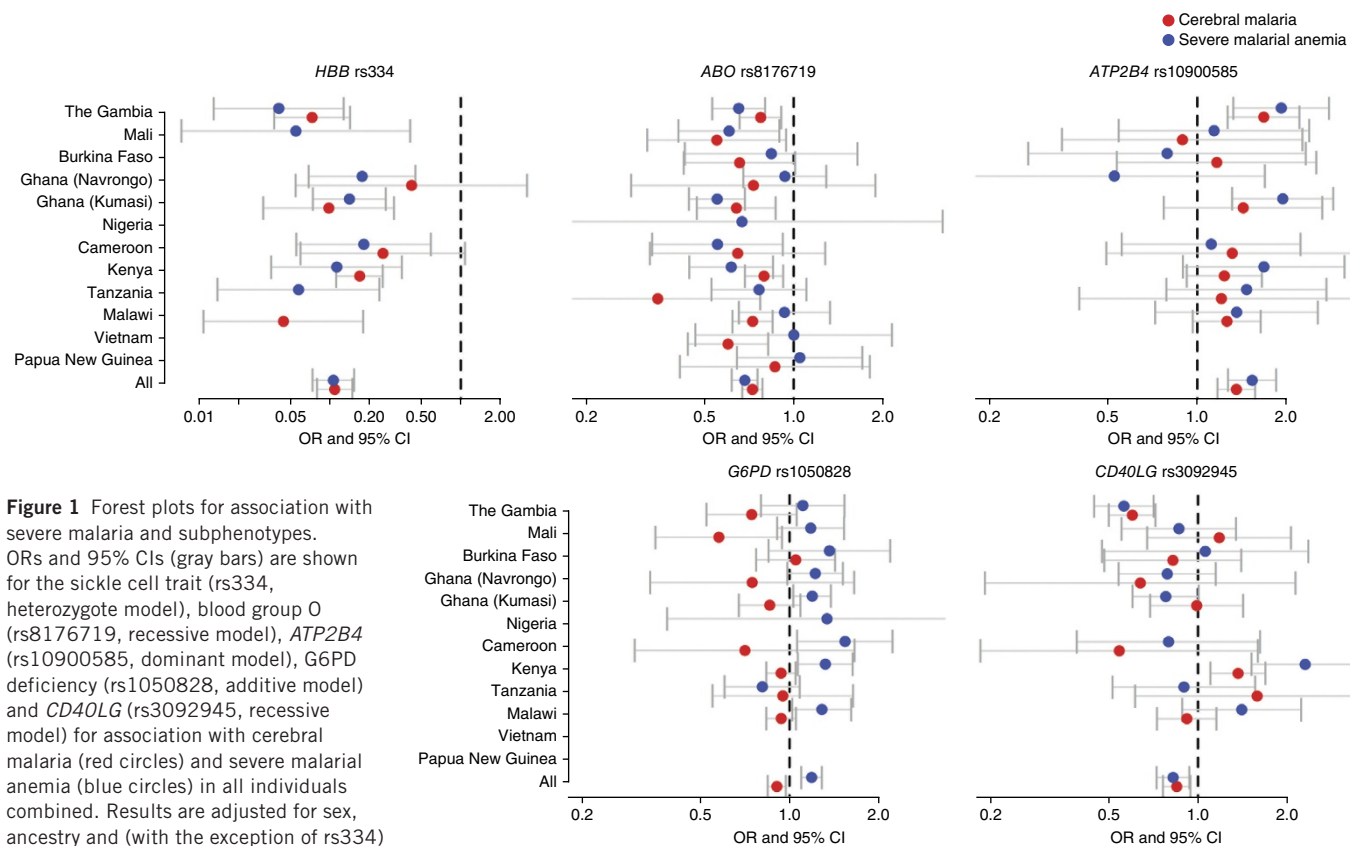 Cerebral malaria
Severe malarial anemia
HBB rs334
ABO rs8176719
ATP2B4 rs10900585
The Gambia
Mali
Burkina Faso
Ghana (Navrongo)
Ghana (Kumasi)
Nigeria
Cameroon
Kenya
Tanzania
Malawi
Vietnam
Papua New Guinea
All
0.01 0.05 0.20 0.50 2.00
OR and 95% CI
0.2 0.5 1.0 2.0
OR and 95% CI
0.2 0.5 1.0 2.0
OR and 95% CI
G6PD rs1050828
CD40LG rs3092945
The Gambia
Mali
Burkina Faso
Ghana (Navrongo)
Ghana (Kumasi)
Nigeria
Cameroon
Kenya
Tanzania
Malawi
Vietnam
Papua New Guinea
All
0.2 0.5 1.0 2.0
OR and 95% CI
0.2 0.5 1.0 2.0
OR and 95% CI
Figure 1 Forest plots for association with
severe malaria and subphenotypes.
ORs and 95% CIs (gray bars) are shown
for the sickle cell trait (rs334,
heterozygote model), blood group O
(rs8176719, recessive model), ATP2B4
(rs10900585, dominant model), G6PD
deficiency (rs1050828, additive model)
and CD40LG (rs3092945, recessive
model) for association with cerebral
malaria (red circles) and severe malarial
anemia (blue circles) in all individuals
combined. Results are adjusted for sex,
ancestry and (with the exception of rs334)